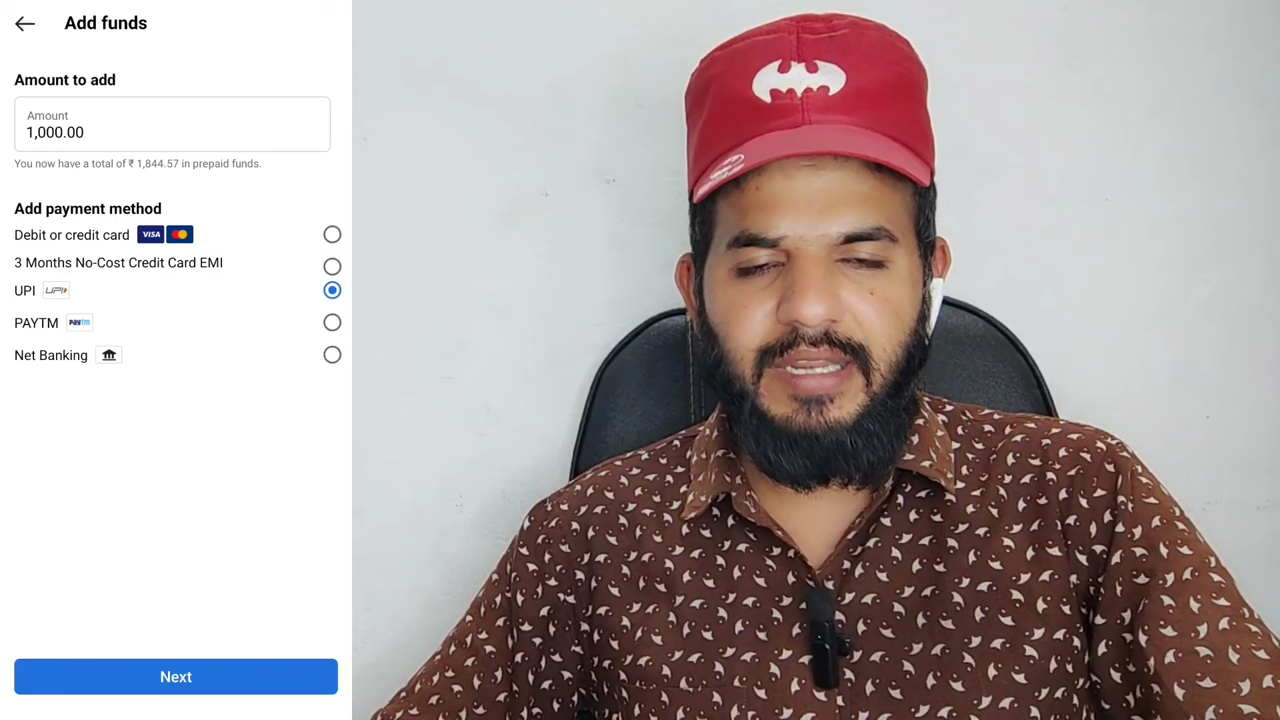 Add funds
Amount to add
Amount
1,000.00
You now have a total of ₹ 1,844.57 in prepaid funds.
Add payment method
Debit or credit card VISA
3 Months No-Cost Credit Card EMI
UPI UPI
PAYTM Paytm
Net Banking
Next